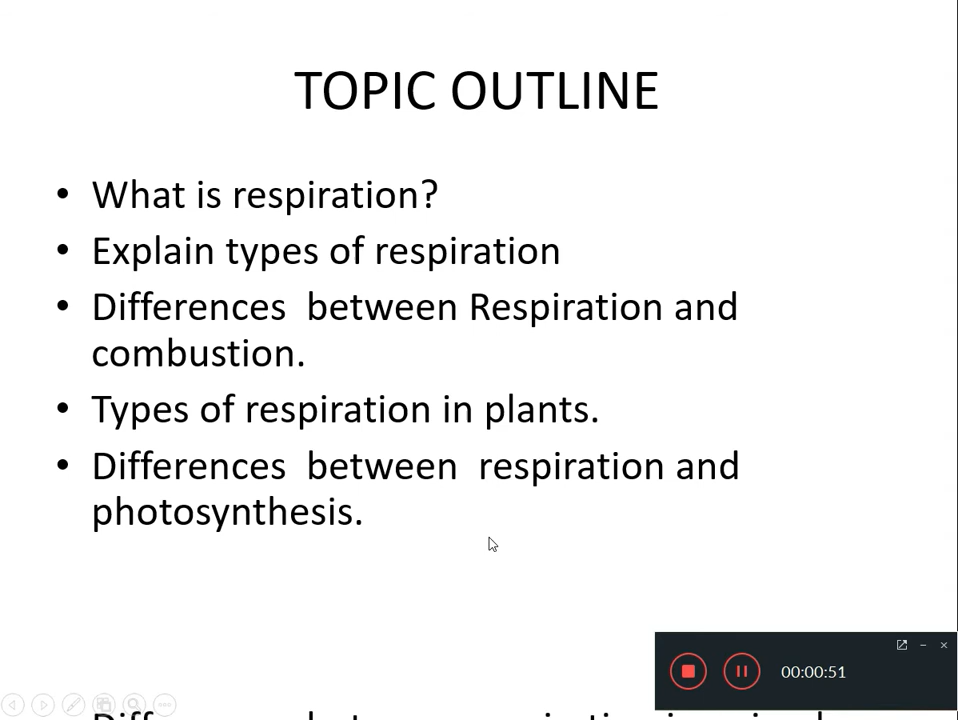 TOPIC OUTLINE
• What is respiration?
• Explain types of respiration
• Differences  between Respiration and
combustion.
• Types of respiration in plants.
• Differences  between  respiration and
photosynthesis.
00:00:51